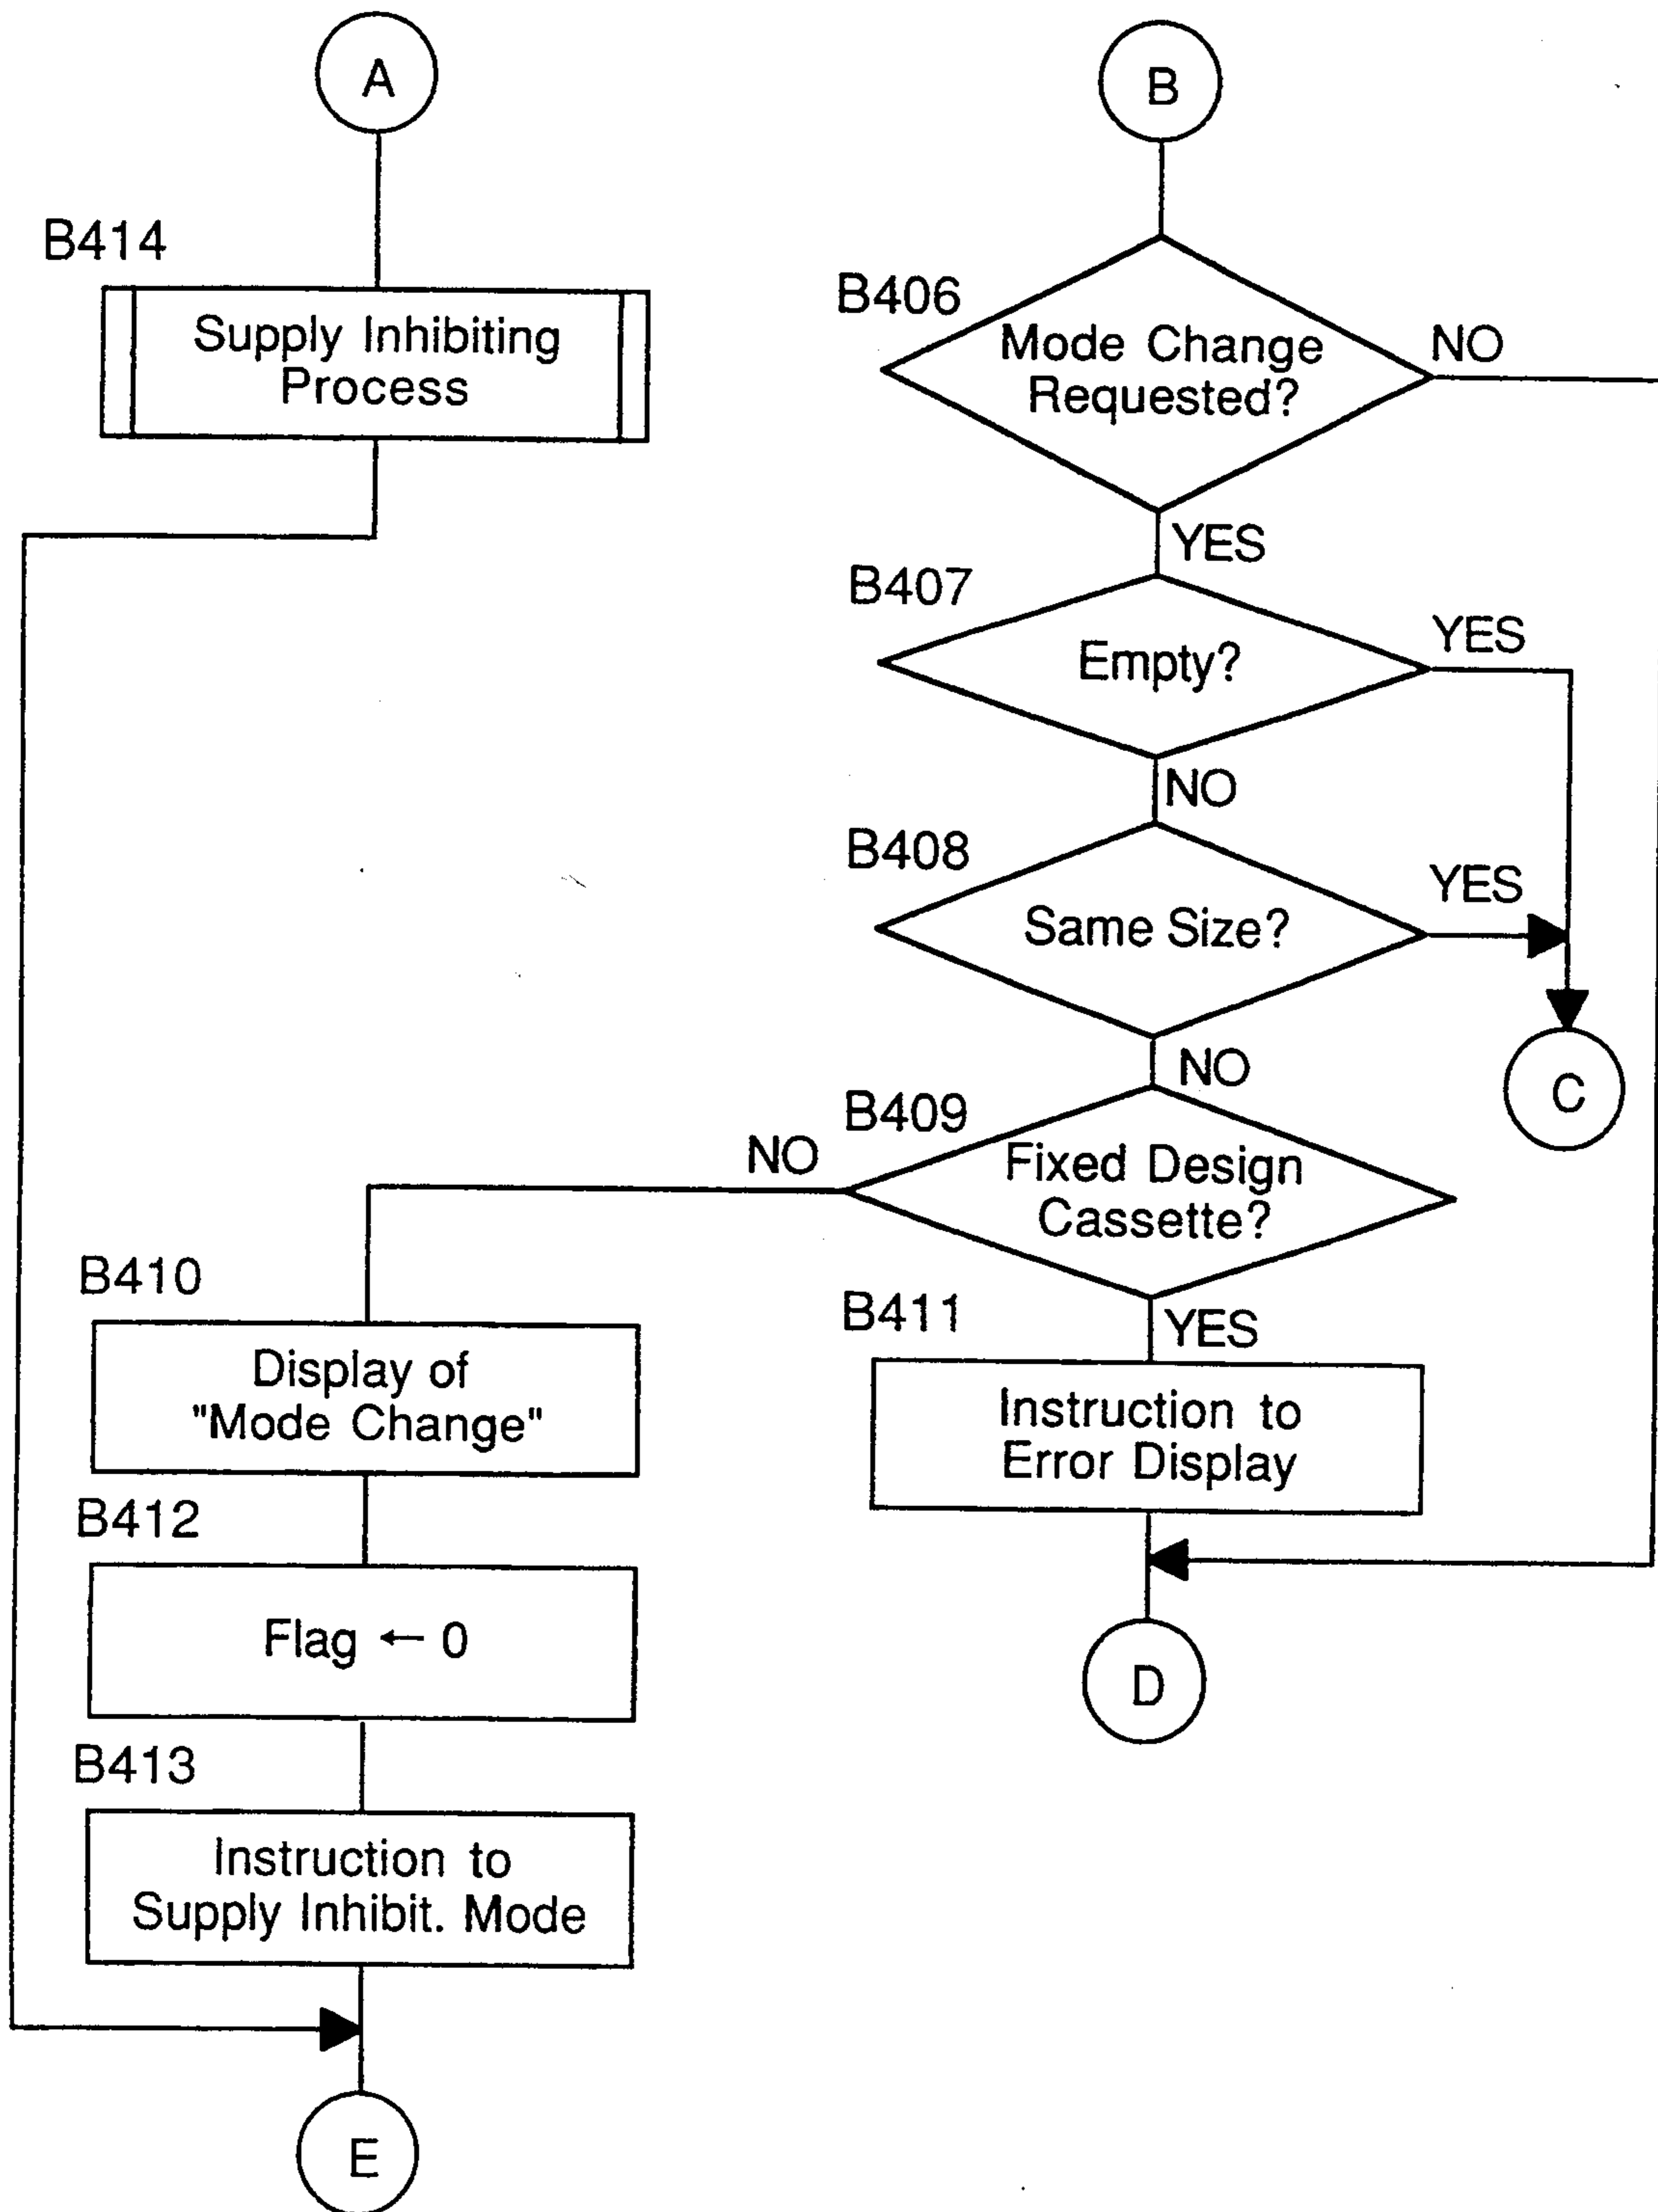 A
B414
Supply Inhibiting
Process
B
B406
Mode Change
Requested?
NO
YES
B407
Empty?
YES
NO
B408
Same Size?
YES
NO
C
B409
Fixed Design
Cassette?
NO
YES
B410
Display of
"Mode Change"
B411
Instruction to
Error Display
B412
Flag ← 0
D
B413
Instruction to
Supply Inhibit. Mode
E